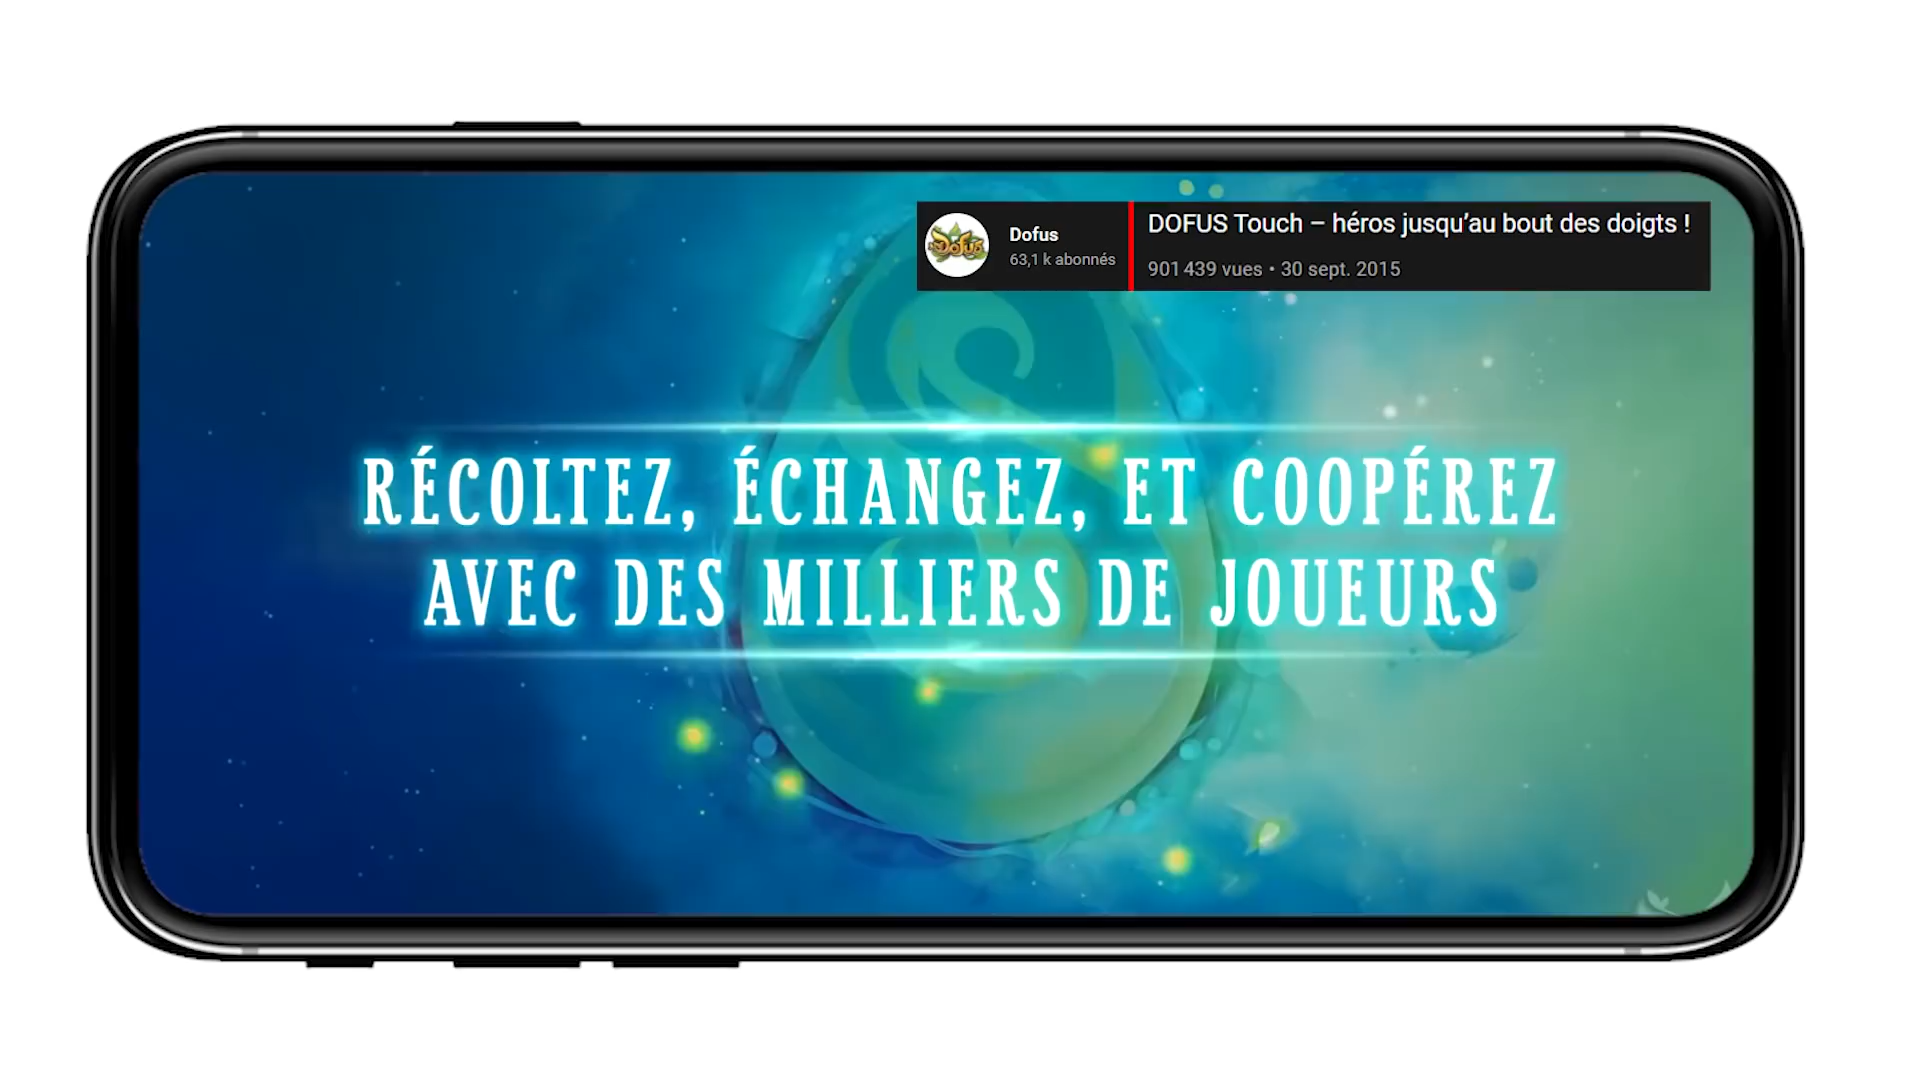 Dofus
63,1 k abonnés
DOFUS Touch – héros jusqu’au bout des doigts !
901 439 vues • 30 sept. 2015
Dofus
RÉCOLTEZ, ÉCHANGEZ, ET COOPÉREZ
AVEC DES MILLIERS DE JOUEURS